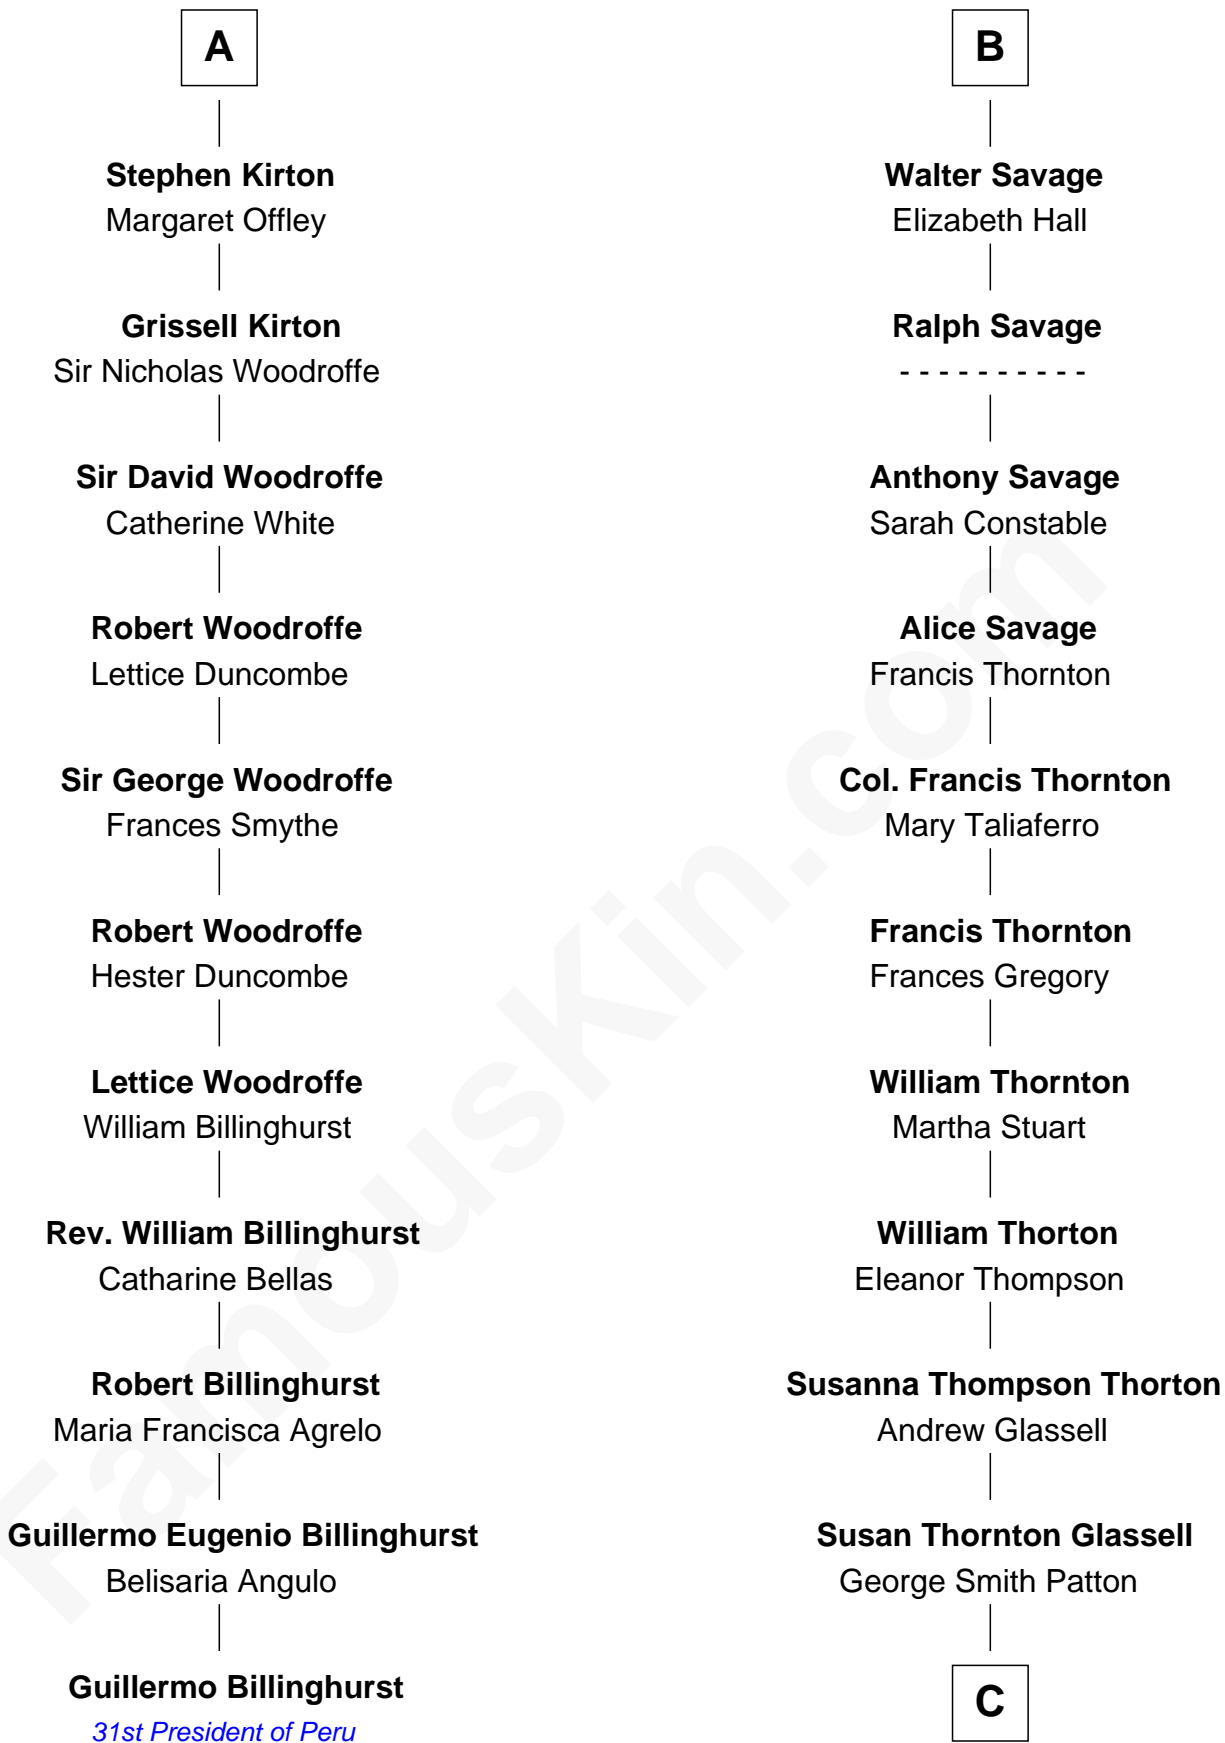 A
Stephen Kirton
Margaret Offley
Grissell Kirton
Sir Nicholas Woodroffe
Sir David Woodroffe
Catherine White
Robert Woodroffe
Lettice Duncombe
Sir George Woodroffe
Frances Smythe
Robert Woodroffe
Hester Duncombe
Lettice Woodroffe
William Billinghurst
Rev. William Billinghurst
Catharine Bellas
Robert Billinghurst
Maria Francisca Agrelo
Guillermo Eugenio Billinghurst
Belisaria Angulo
Guillermo Billinghurst
31st President of Peru
B
Walter Savage
Elizabeth Hall
Ralph Savage
- - - - - - - - - -
Anthony Savage
Sarah Constable
Alice Savage
Francis Thornton
Col. Francis Thornton
Mary Taliaferro
Francis Thornton
Frances Gregory
William Thornton
Martha Stuart
William Thorton
Eleanor Thompson
Susanna Thompson Thorton
Andrew Glassell
Susan Thornton Glassell
George Smith Patton
C
FamousKin.com